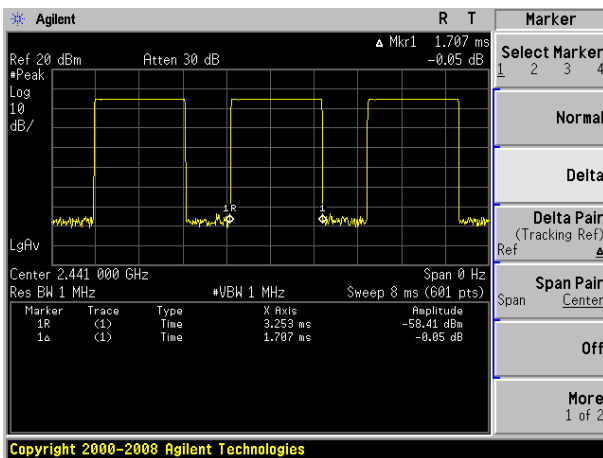 Agilent R T Marker
Δ Mkr1 1.707 ms
Ref 20 dBm Atten 30 dB -0.05 dB
#Peak
Log
10
dB/
1R 1
LgAv
Center 2.441 000 GHz Span 0 Hz
Res BW 1 MHz #VBW 1 MHz Sweep 8 ms (601 pts)
Marker Trace Type X Axis Amplitude
1R (1) Time 3.253 ms -58.41 dBm
1Δ (1) Time 1.707 ms -0.05 dB
Select Marker
1 2 3 4
Normal
Delta
Delta Pair
(Tracking Ref)
Ref Δ
Span Pair
Span Center
Off
More
1 of 2
Copyright 2000-2008 Agilent Technologies